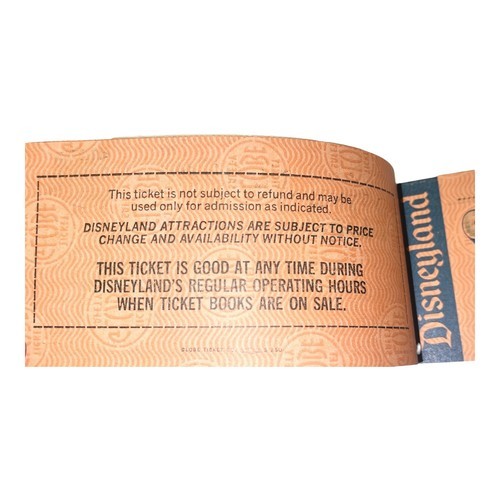 This ticket is not subject to refund and may be
used only for admission as indicated.
DISNEYLAND ATTRACTIONS ARE SUBJECT TO PRICE
CHANGE AND AVAILABILITY WITHOUT NOTICE.
THIS TICKET IS GOOD AT ANY TIME DURING
DISNEYLAND'S REGULAR OPERATING HOURS
WHEN TICKET BOOKS ARE ON SALE.
Disneyland